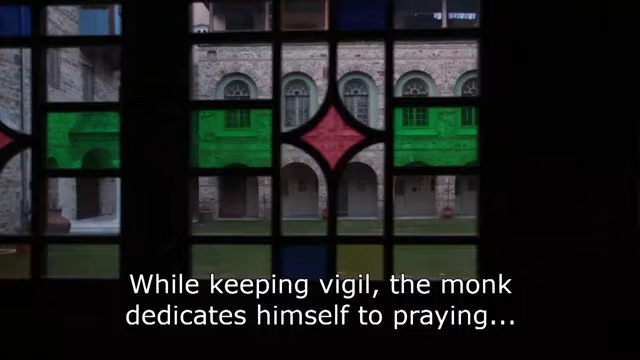 While keeping vigil, the monk
dedicates himself to praying...